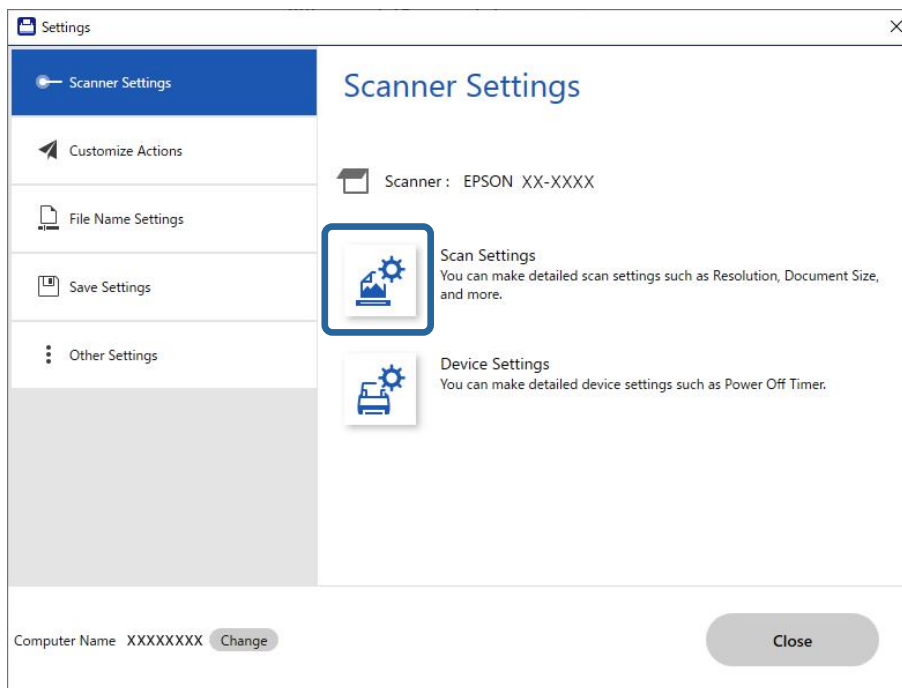 Settings
Scanner Settings
Customize Actions
File Name Settings
Save Settings
Other Settings
Scanner Settings
Scanner : EPSON XX-XXXX
Scan Settings
You can make detailed scan settings such as Resolution, Document Size,
and more.
Device Settings
You can make detailed device settings such as Power Off Timer.
Computer Name XXXXXXXX Change
Close